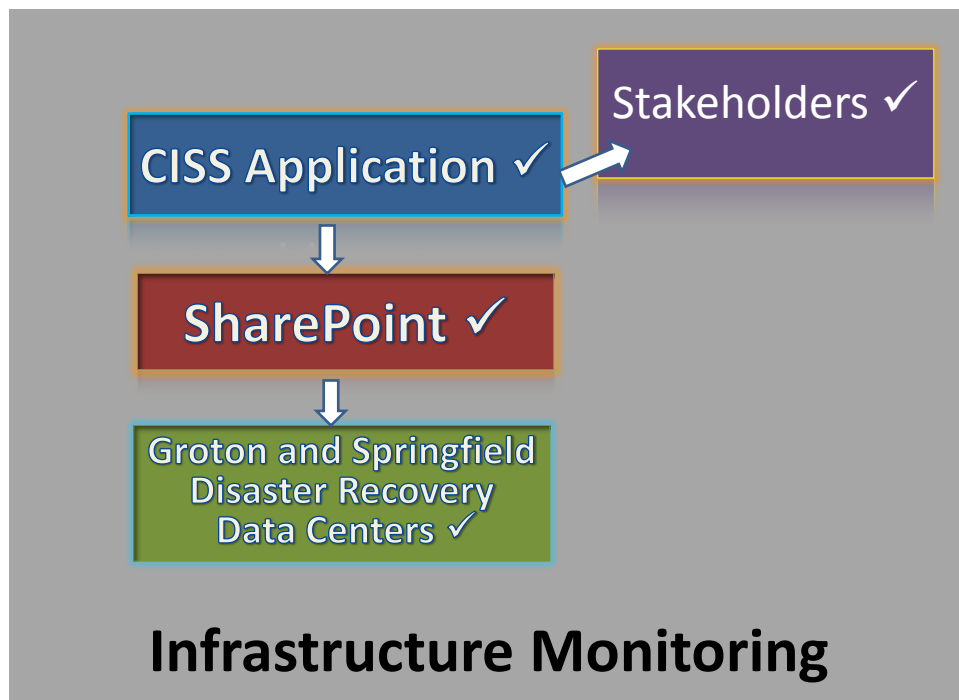 Stakeholders ✓
CISS Application ✓
SharePoint ✓
Groton and Springfield
Disaster Recovery
Data Centers ✓
Infrastructure Monitoring